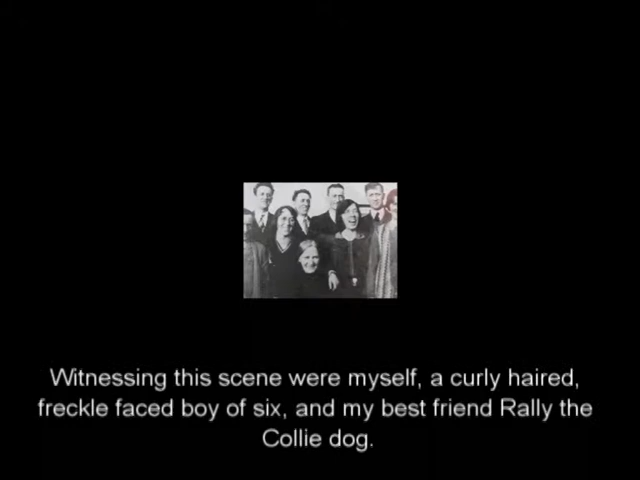 Witnessing this scene were myself, a curly haired,
freckle faced boy of six, and my best friend Rally the
Collie dog.